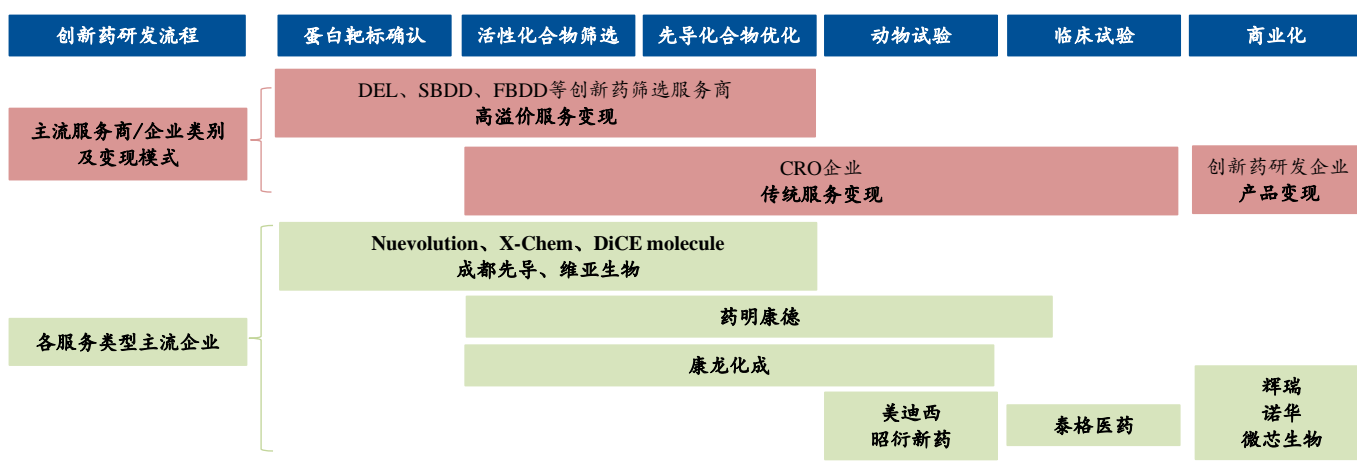 创新药研发流程
蛋白靶标确认
活性化合物筛选
先导化合物优化
动物试验
临床试验
商业化
主流服务商/企业类别
及变现模式
DEL、SBDD、FBDD等创新药筛选服务商
高溢价服务变现
CRO企业
传统服务变现
创新药研发企业
产品变现
各服务类型主流企业
Nuevolution、X-Chem、DiCE molecule
成都先导、维亚生物
药明康德
康龙化成
美迪西
昭衍新药
泰格医药
辉瑞
诺华
微芯生物